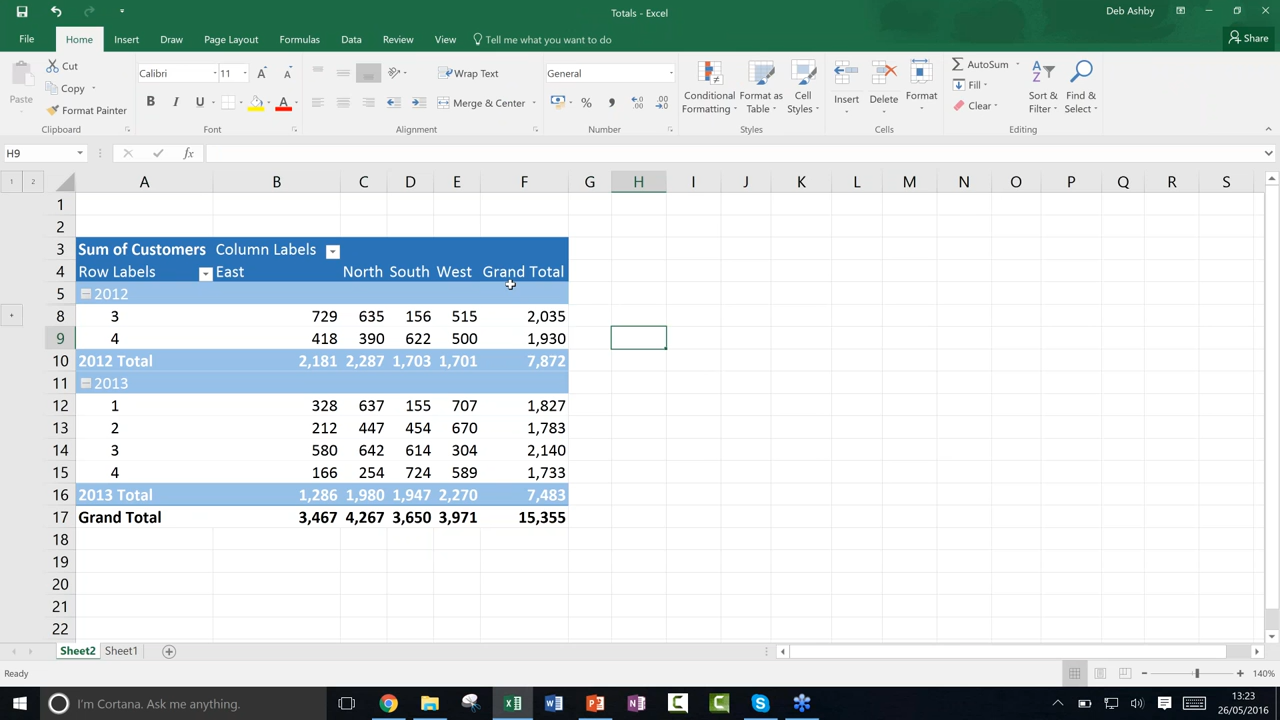 Totals - Excel
Deb Ashby
File Home Insert Draw Page Layout Formulas Data Review View Tell me what you want to do Share
Paste
Cut
Copy
Format Painter
Clipboard
Calibri 11
B I U
Font
Wrap Text
Merge & Center
Alignment
General
%
Number
Conditional Formatting
Format as Table
Cell Styles
Styles
Insert Delete Format
Cells
AutoSum
Fill
Clear
Sort & Filter
Find & Select
Editing
H9
fx
1 2 A B C D E F G H I J K L M N O P Q R S
1
2
3 Sum of Customers Column Labels
4 Row Labels East North South West Grand Total
5 2012
8 3 729 635 156 515 2,035
9 4 418 390 622 500 1,930
10 2012 Total 2,181 2,287 1,703 1,701 7,872
11 2013
12 1 328 637 155 707 1,827
13 2 212 447 454 670 1,783
14 3 580 642 614 304 2,140
15 4 166 254 724 589 1,733
16 2013 Total 1,286 1,980 1,947 2,270 7,483
17 Grand Total 3,467 4,267 3,650 3,971 15,355
18
19
20
21
22
Sheet2 Sheet1
Ready
140%
I'm Cortana. Ask me anything.
13:23
26/05/2016